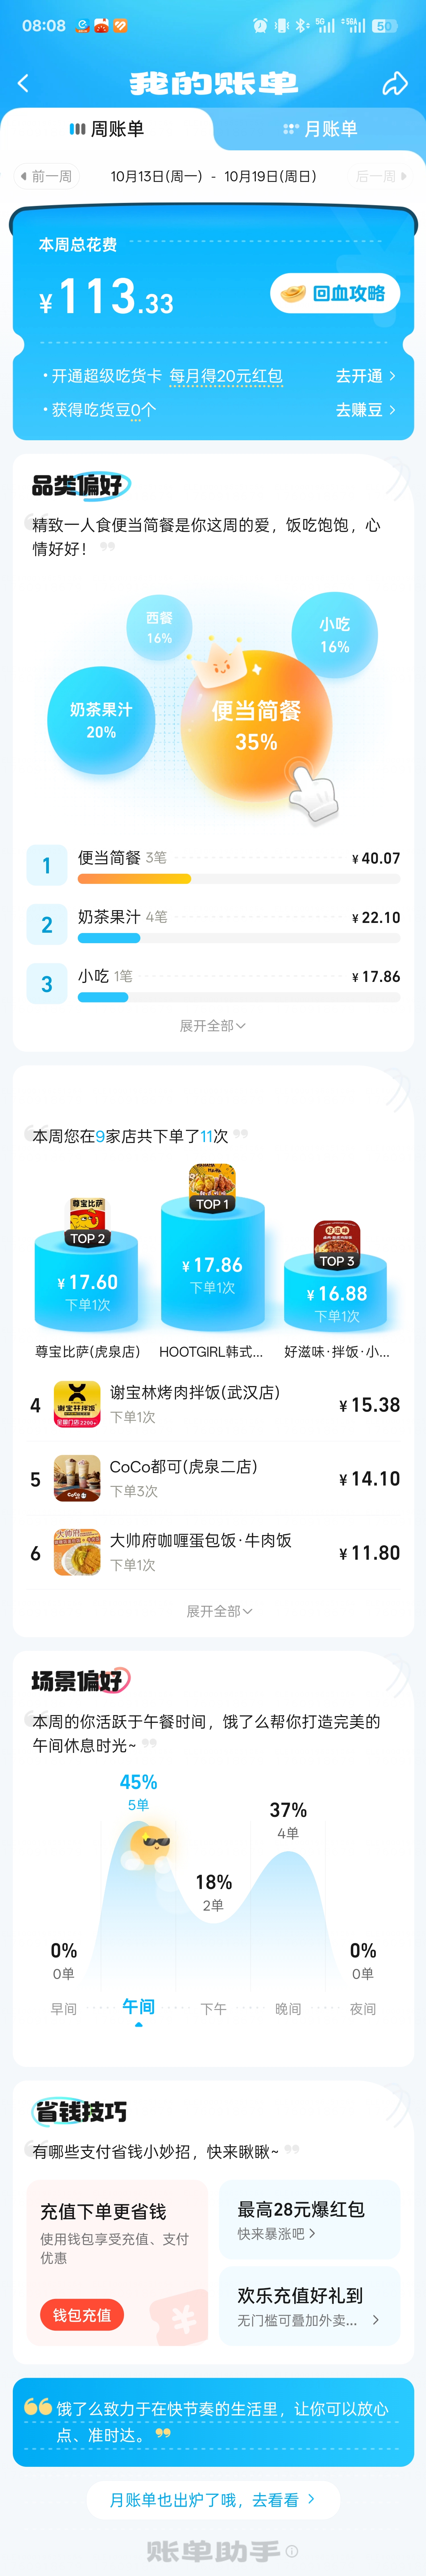 08:08
50
我的账单
周账单
月账单
前一周
10月13日(周一) - 10月19日(周日)
后一周
本周总花费
¥113.33
回血攻略
·开通超级吃货卡 每月得20元红包
去开通
·获得吃货豆0个
去赚豆
品类偏好
精致一人食便当简餐是你这周的爱，饭吃饱饱，心
情好好！
西餐
16%
小吃
16%
奶茶果汁
20%
便当简餐
35%
1
便当简餐 3笔
¥40.07
2
奶茶果汁 4笔
¥22.10
3
小吃 1笔
¥17.86
展开全部
本周您在9家店共下单了11次
尊宝比萨
TOP 2
¥17.60
下单1次
尊宝比萨(虎泉店)
TOP 1
¥17.86
下单1次
HOOTGIRL韩式...
好滋味
TOP 3
¥16.88
下单1次
好滋味·拌饭·小...
4
谢宝林烤肉拌饭(武汉店)
下单1次
¥15.38
5
CoCo都可(虎泉二店)
下单3次
¥14.10
6
大帅府咖喱蛋包饭·牛肉饭
下单1次
¥11.80
展开全部
场景偏好
本周的你活跃于午餐时间，饿了么帮你打造完美的
午间休息时光~
45%
5单
37%
4单
18%
2单
0%
0单
0%
0单
早间
午间
下午
晚间
夜间
省钱技巧
有哪些支付省钱小妙招，快来瞅瞅~
充值下单更省钱
使用钱包享受充值、支付
优惠
钱包充值
最高28元爆红包
快来暴涨吧
欢乐充值好礼到
无门槛可叠加外卖...
饿了么致力于在快节奏的生活里，让你可以放心
点、准时达。
月账单也出炉了哦，去看看
账单助手